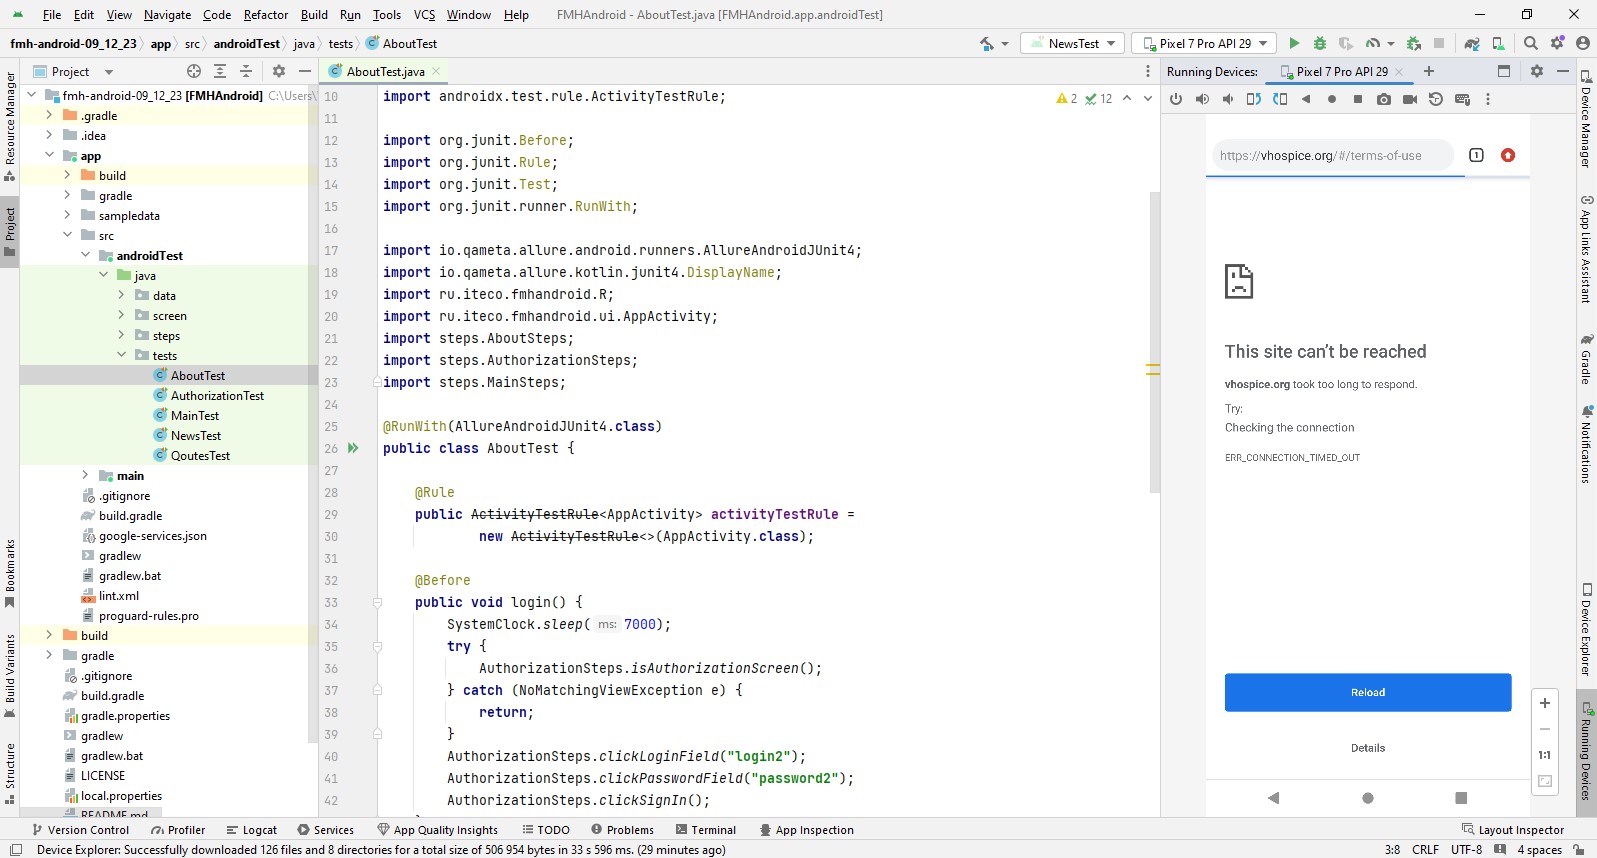 File Edit View Navigate Code Refactor Build Run Tools VCS Window Help FMHAndroid - AboutTest.java [FMHAndroid.app.androidTest]
fmh-android-09_12_23 app src androidTest java tests AboutTest NewsTest Pixel 7 Pro API 29
Project
AboutTest.java
Running Devices: Pixel 7 Pro API 29
Resource Manager
Project
Bookmarks
Build Variants
Structure
fmh-android-09_12_23 [FMHAndroid] C:\Users\
.gradle
.idea
app
build
gradle
sampledata
src
androidTest
java
data
screen
steps
tests
AboutTest
AuthorizationTest
MainTest
NewsTest
QoutesTest
main
.gitignore
build.gradle
google-services.json
gradlew
gradlew.bat
lint.xml
proguard-rules.pro
build
gradle
.gitignore
build.gradle
gradle.properties
gradlew
gradlew.bat
LICENSE
local.properties
README.md
2 12
10 import androidx.test.rule.ActivityTestRule;
11
12 import org.junit.Before;
13 import org.junit.Rule;
14 import org.junit.Test;
15 import org.junit.runner.RunWith;
16
17 import io.qameta.allure.android.runners.AllureAndroidJUnit4;
18 import io.qameta.allure.kotlin.junit4.DisplayName;
19 import ru.iteco.fmhandroid.R;
20 import ru.iteco.fmhandroid.ui.AppActivity;
21 import steps.AboutSteps;
22 import steps.AuthorizationSteps;
23 import steps.MainSteps;
24
25 @RunWith(AllureAndroidJUnit4.class)
26 public class AboutTest {
27
28 @Rule
29 public ActivityTestRule<AppActivity> activityTestRule =
30 new ActivityTestRule<>(AppActivity.class);
31
32 @Before
33 public void login() {
34 SystemClock.sleep( ms: 7000);
35 try {
36 AuthorizationSteps.isAuthorizationScreen();
37 } catch (NoMatchingViewException e) {
38 return;
39 }
40 AuthorizationSteps.clickLoginField("login2");
41 AuthorizationSteps.clickPasswordField("password2");
42 AuthorizationSteps.clickSignIn();
https://vhospice.org/#/terms-of-use 1
This site can't be reached
vhospice.org took too long to respond.
Try:
Checking the connection
ERR_CONNECTION_TIMED_OUT
Reload
Details
1:1
Device Manager
App Links Assistant
Gradle
Notifications
Device Explorer
Running Devices
Version Control Profiler Logcat Services App Quality Insights TODO Problems Terminal App Inspection Layout Inspector
Device Explorer: Successfully downloaded 126 files and 8 directories for a total size of 506 954 bytes in 33 s 596 ms. (29 minutes ago) 3:8 CRLF UTF-8 4 spaces